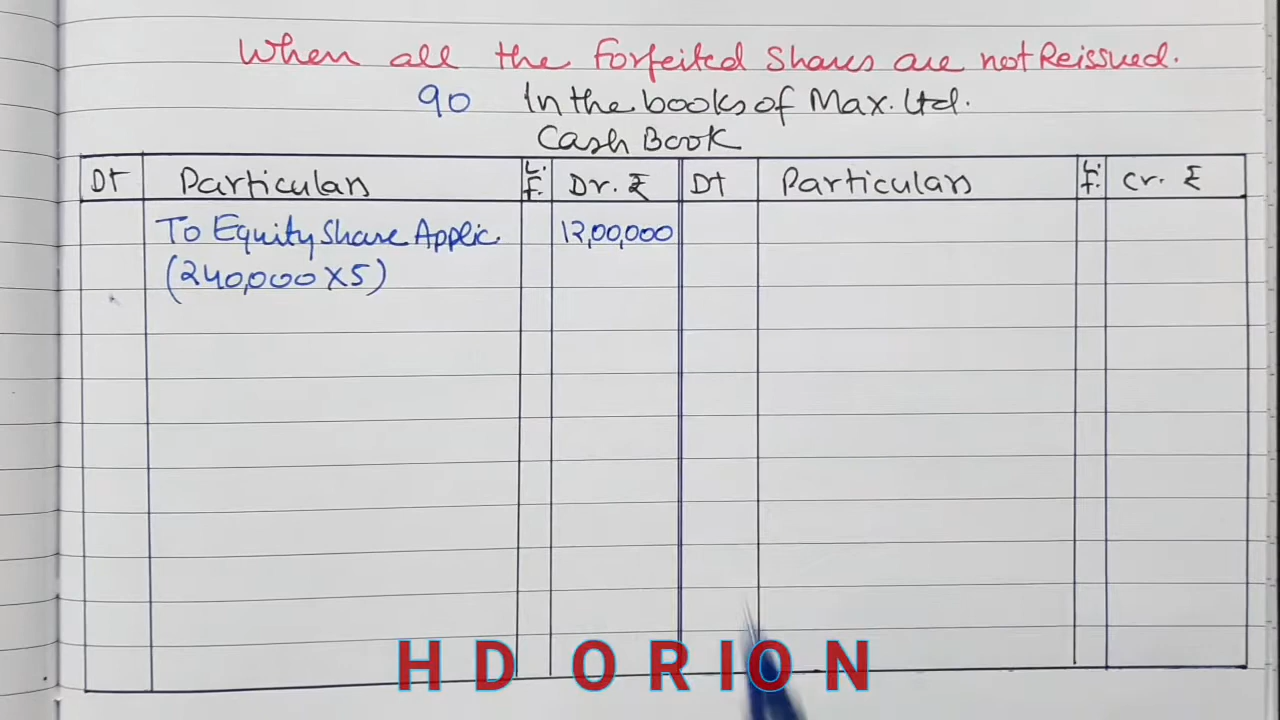 When all the Forfeited Shares are not Reissued.
90 In the books of Max. Ltd.
Cash Book
DT Particulars L.F. Dr. ₹ DT Particulars L.F. Cr. ₹
To Equity Share Applic. 12,00,000
(240,000 X 5)
H D ORION